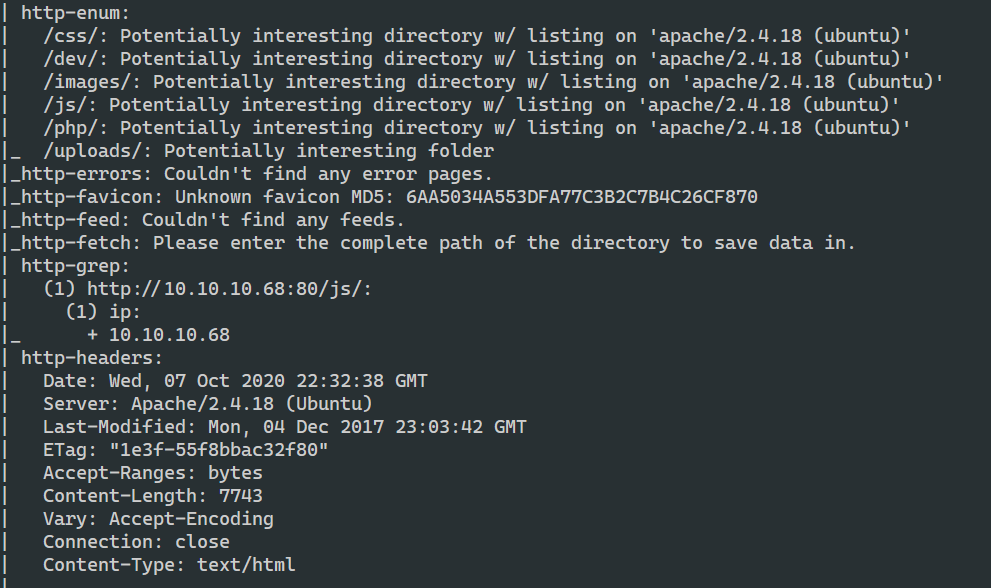 | http-enum:
|   /css/: Potentially interesting directory w/ listing on 'apache/2.4.18 (ubuntu)'
|   /dev/: Potentially interesting directory w/ listing on 'apache/2.4.18 (ubuntu)'
|   /images/: Potentially interesting directory w/ listing on 'apache/2.4.18 (ubuntu)'
|   /js/: Potentially interesting directory w/ listing on 'apache/2.4.18 (ubuntu)'
|   /php/: Potentially interesting directory w/ listing on 'apache/2.4.18 (ubuntu)'
|_  /uploads/: Potentially interesting folder
|_http-errors: Couldn't find any error pages.
|_http-favicon: Unknown favicon MD5: 6AA5034A553DFA77C3B2C7B4C26CF870
|_http-feed: Couldn't find any feeds.
|_http-fetch: Please enter the complete path of the directory to save data in.
| http-grep:
|   (1) http://10.10.10.68:80/js/:
|     (1) ip:
|_      + 10.10.10.68
| http-headers:
|   Date: Wed, 07 Oct 2020 22:32:38 GMT
|   Server: Apache/2.4.18 (Ubuntu)
|   Last-Modified: Mon, 04 Dec 2017 23:03:42 GMT
|   ETag: "1e3f-55f8bbac32f80"
|   Accept-Ranges: bytes
|   Content-Length: 7743
|   Vary: Accept-Encoding
|   Connection: close
|   Content-Type: text/html
|